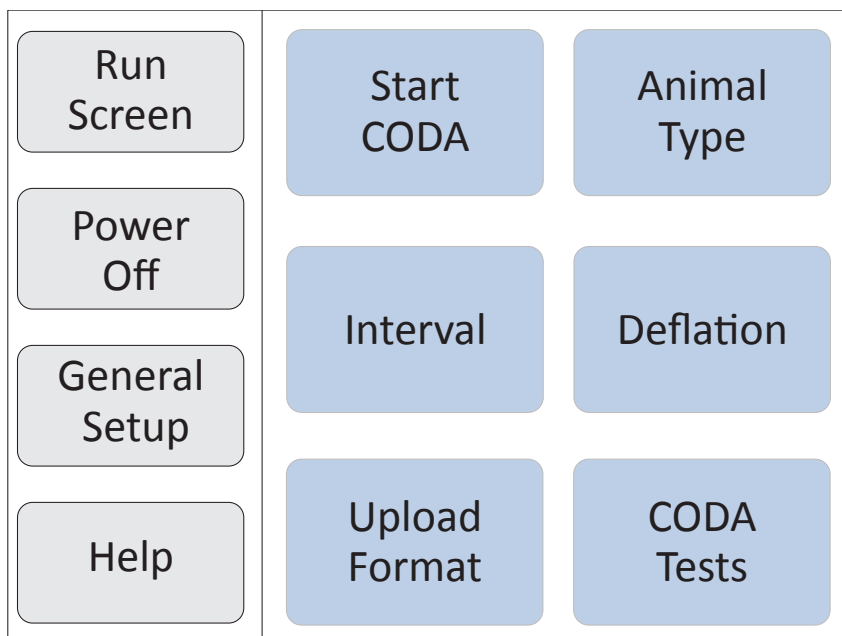 Run
Screen
Power
Off
General
Setup
Help
Start
CODA
Animal
Type
Interval
Deflation
Upload
Format
CODA
Tests